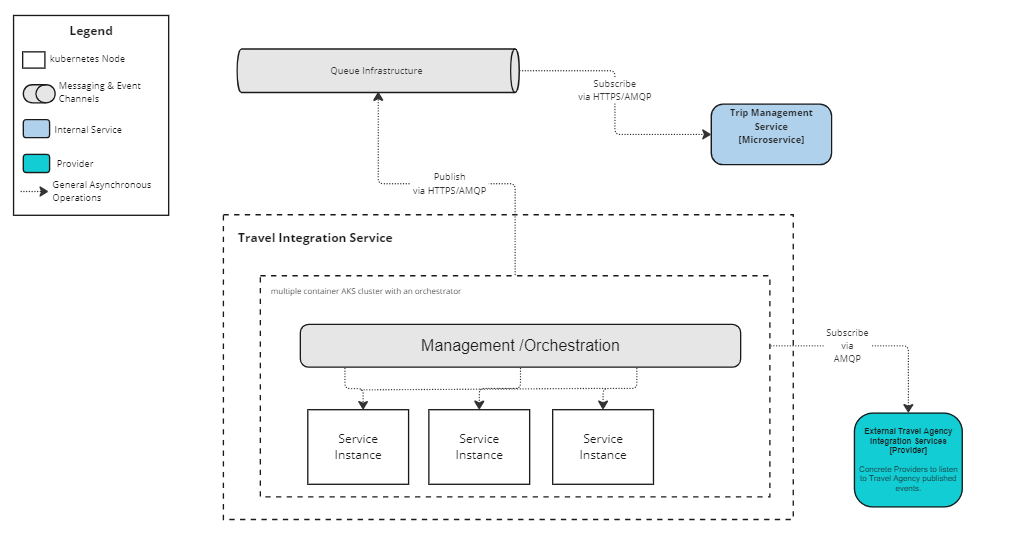 Legend
kubernetes Node
Messaging & Event
Channels
Internal Service
Provider
General Asynchronous
Operations
Queue Infrastructure
Subscribe
via HTTPS/AMQP
Trip Management
Service
[Microservice]
Publish
via HTTPS/AMQP
Travel Integration Service
multiple container AKS cluster with an orchestrator
Management /Orchestration
Service
Instance
Service
Instance
Service
Instance
Subscribe
via
AMQP
External Travel Agency
Integration Services
[Provider]
Concrete Providers to listen
to Travel Agency published
events.